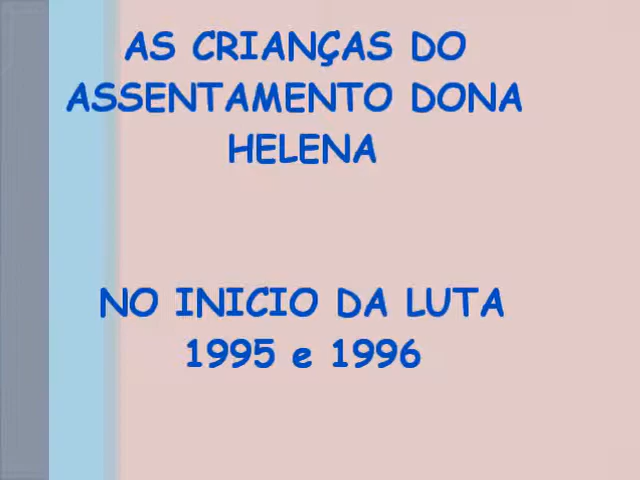 AS CRIANÇAS DO
ASSENTAMENTO DONA
HELENA
NO INICIO DA LUTA
1995 e 1996